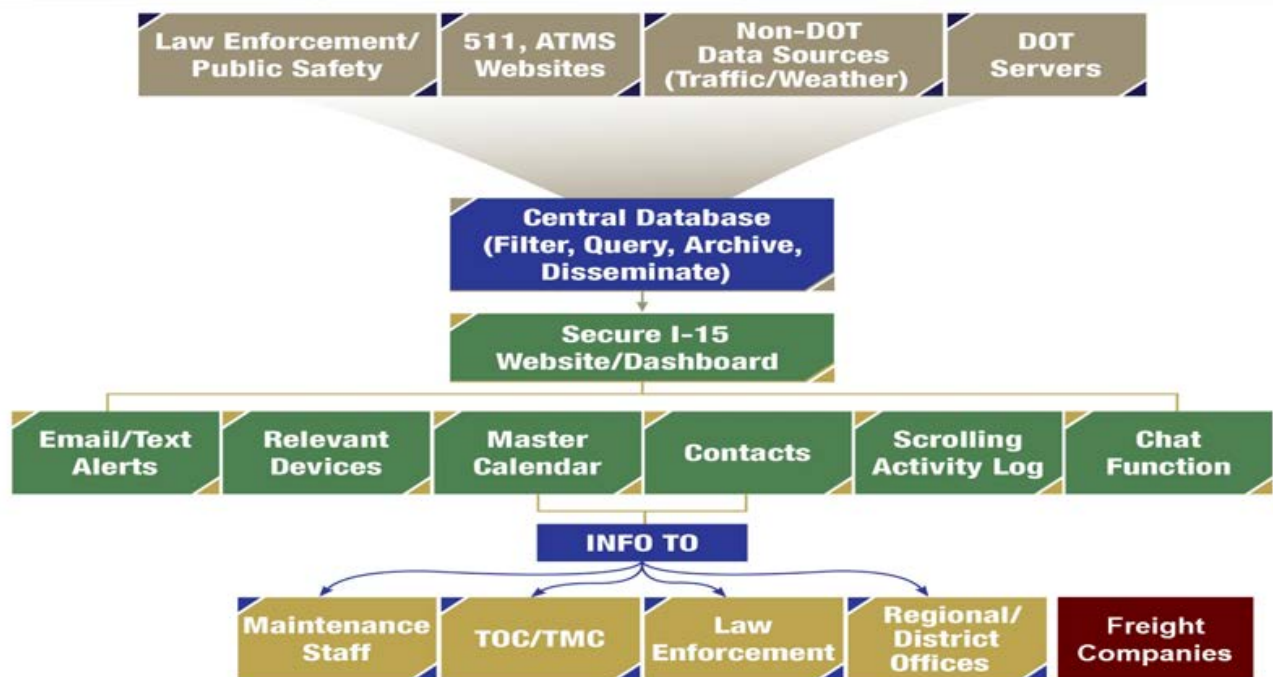 Law Enforcement/
Public Safety
511, ATMS
Websites
Non-DOT
Data Sources
(Traffic/Weather)
DOT
Servers
Central Database
(Filter, Query, Archive,
Disseminate)
Secure I-15
Website/Dashboard
Email/Text
Alerts
Relevant
Devices
Master
Calendar
Contacts
Scrolling
Activity Log
Chat
Function
INFO TO
Maintenance
Staff
TOC/TMC
Law
Enforcement
Regional/
District
Offices
Freight
Companies